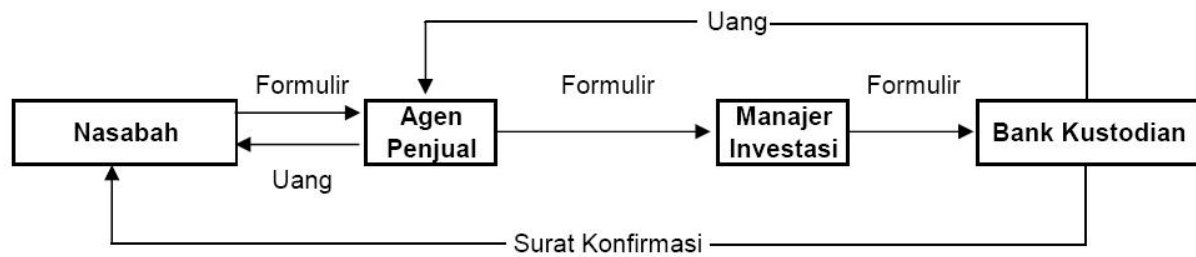 Uang
Formulir
Formulir
Formulir
Nasabah
Agen
Penjual
Manajer
Investasi
Bank Kustodian
Uang
Surat Konfirmasi